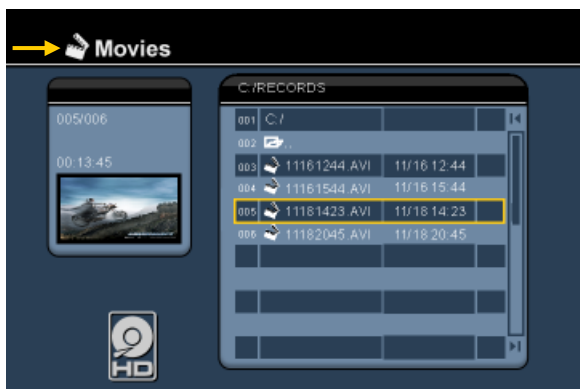 Movies
C:/RECORDS
005/006
00:13:45
001 C:/
002 ..
003 11161244.AVI 11/16 12:44
004 11161544.AVI 11/16 15:44
005 11181423.AVI 11/18 14:23
006 11182045.AVI 11/18 20:45
HD